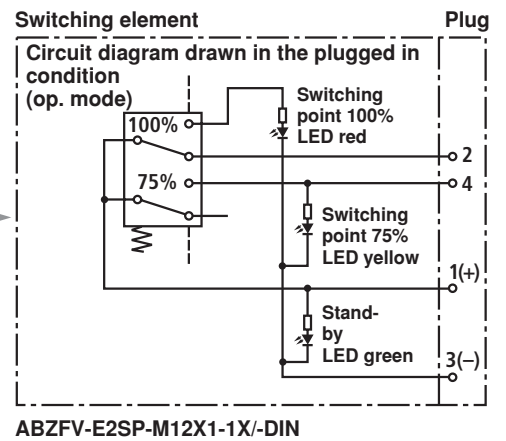 Switching element
Plug
Circuit diagram drawn in the plugged in
condition
(op. mode)
Switching
point 100%
LED red
100%
2
75%
4
Switching
point 75%
LED yellow
1(+)
Stand-
by
LED green
3(–)
ABZFV-E2SP-M12X1-1X/-DIN